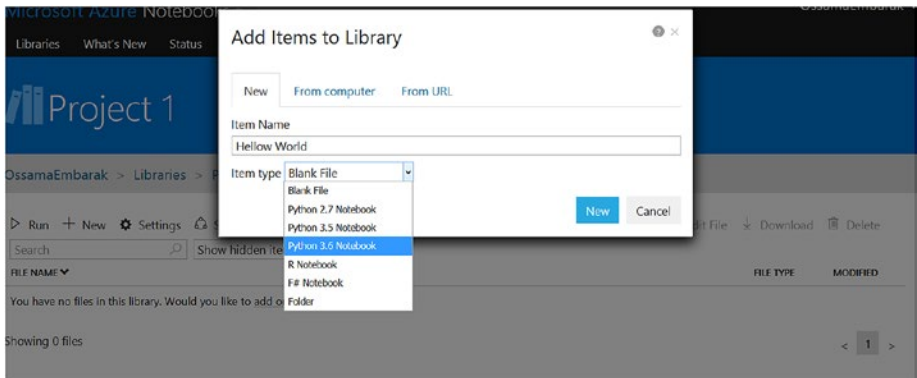 Microsoft Azure Noteboo
OssamaEmbarak
Libraries What's New Status
Add Items to Library
New From computer From URL
Project 1
Item Name
Hellow World
OssamaEmbarak > Libraries > P
Item type Blank File
Blank File
Python 2.7 Notebook
Python 3.5 Notebook
Python 3.6 Notebook
R Notebook
F# Notebook
Folder
New Cancel
Run + New Settings
Download Delete
Search Show hidden ite
FILE NAME FILE TYPE MODIFIED
You have no files in this library. Would you like to add o
Showing 0 files < 1 >